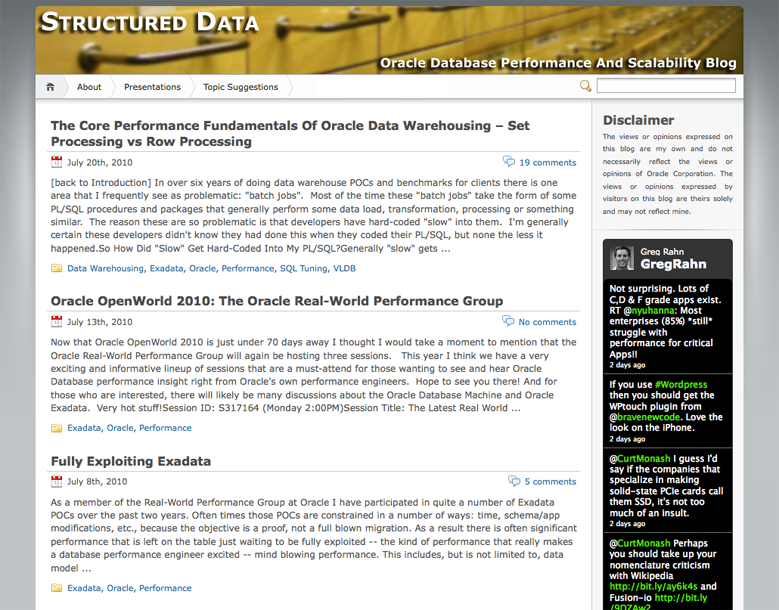 Structured Data
Oracle Database Performance And Scalability Blog
About
Presentations
Topic Suggestions
The Core Performance Fundamentals Of Oracle Data Warehousing – Set
Processing vs Row Processing
July 20th, 2010
19 comments
[back to Introduction] In over six years of doing data warehouse POCs and benchmarks for clients there is one
area that I frequently see as problematic: "batch jobs".  Most of the time these "batch jobs" take the form of some
PL/SQL procedures and packages that generally perform some data load, transformation, processing or something
similar.  The reason these are so problematic is that developers have hard-coded "slow" into them.  I'm generally
certain these developers didn't know they had done this when they coded their PL/SQL, but none the less it
happened.So How Did "Slow" Get Hard-Coded Into My PL/SQL?Generally "slow" gets ...
Data Warehousing, Exadata, Oracle, Performance, SQL Tuning, VLDB
Oracle OpenWorld 2010: The Oracle Real-World Performance Group
July 13th, 2010
No comments
Now that Oracle OpenWorld 2010 is just under 70 days away I thought I would take a moment to mention that the
Oracle Real-World Performance Group will again be hosting three sessions.   This year I think we have a very
exciting and informative lineup of sessions that are a must-attend for those wanting to see and hear Oracle
Database performance insight right from Oracle's own performance engineers.  Hope to see you there! And for
those who are interested, there will likely be many discussions about the Oracle Database Machine and Oracle
Exadata.  Very hot stuff!Session ID: S317164 (Monday 2:00PM)Session Title: The Latest Real World ...
Exadata, Oracle, Performance
Fully Exploiting Exadata
July 8th, 2010
5 comments
As a member of the Real-World Performance Group at Oracle I have participated in quite a number of Exadata
POCs over the past two years. Often times those POCs are constrained in a number of ways: time, schema/app
modifications, etc., because the objective is a proof, not a full blown migration. As a result there is often significant
performance that is left on the table just waiting to be fully exploited -- the kind of performance that really makes
a database performance engineer excited -- mind blowing performance. This includes, but is not limited to, data
model ...
Exadata, Oracle, Performance
Disclaimer
The views or opinions expressed on
this blog are my own and do not
necessarily reflect the views or
opinions of Oracle Corporation. The
views or opinions expressed by
visitors on this blog are theirs solely
and may not reflect mine.
Greg Rahn
GregRahn
Not surprising. Lots of
C,D & F grade apps exist.
RT @nyuhanna: Most
enterprises (85%) *still*
struggle with
performance for critical
Apps!!
2 days ago
If you use #Wordpress
then you should get the
WPtouch plugin from
@bravenewcode. Love the
look on the iPhone.
2 days ago
@CurtMonash I guess I'd
say if the companies that
specialize in making
solid-state PCIe cards call
them SSD, it's not too
much of an insult.
2 days ago
@CurtMonash Perhaps
you should take up your
nomenclature criticism
with Wikipedia
http://bit.ly/ay6k4s and
Fusion-io http://bit.ly